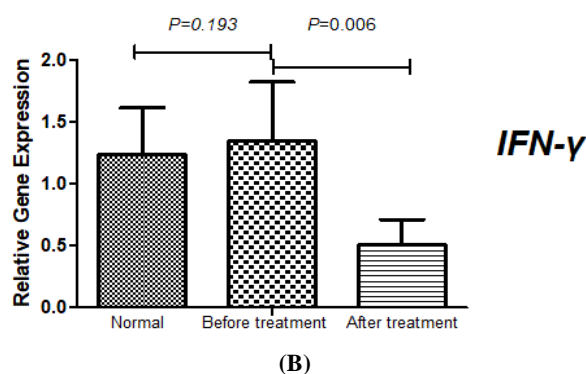 P=0.193
P=0.006
Relative Gene Expression
2.0
1.5
1.0
0.5
0.0
IFN-γ
Normal
Before treatment
After treatment
(B)